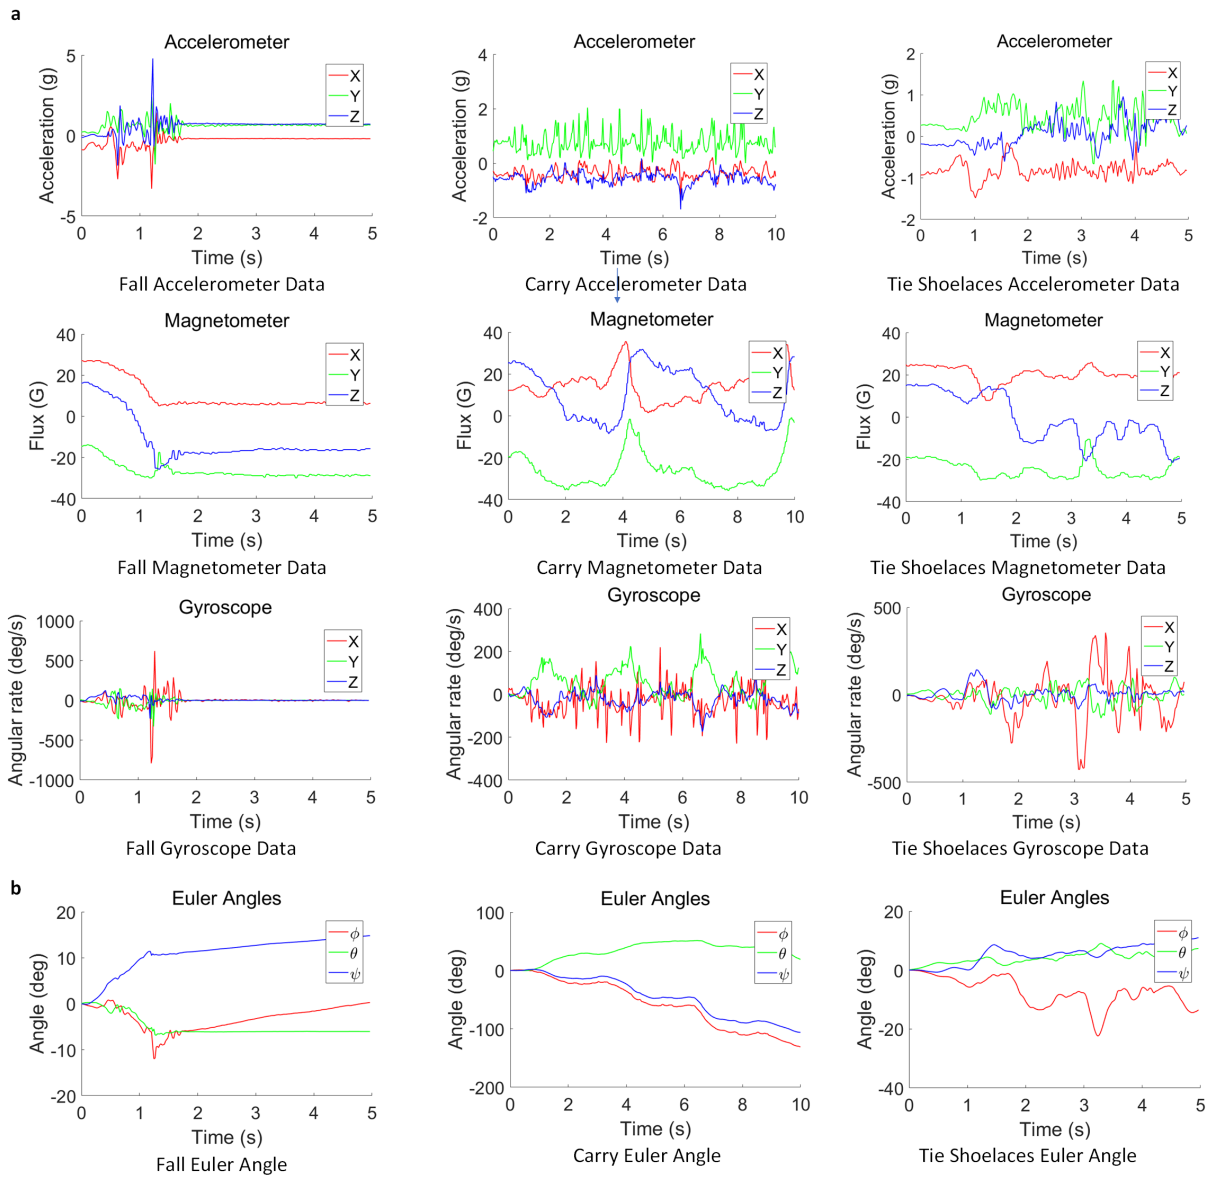 a
Accelerometer
Acceleration (g)
5
0
-5
X
Y
Z
0 1 2 3 4 5
Time (s)
Fall Accelerometer Data
Accelerometer
Acceleration (g)
4
2
0
-2
X
Y
Z
0 2 4 6 8 10
Time (s)
Carry Accelerometer Data
Accelerometer
Acceleration (g)
2
1
0
-1
-2
X
Y
Z
0 1 2 3 4 5
Time (s)
Tie Shoelaces Accelerometer Data
Magnetometer
Flux (G)
40
20
0
-20
-40
X
Y
Z
0 1 2 3 4 5
Time (s)
Fall Magnetometer Data
Magnetometer
Flux (G)
40
20
0
-20
-40
X
Y
Z
0 2 4 6 8 10
Time (s)
Carry Magnetometer Data
Magnetometer
Flux (G)
40
20
0
-20
-40
X
Y
Z
0 1 2 3 4 5
Time (s)
Tie Shoelaces Magnetometer Data
Gyroscope
Angular rate (deg/s)
1000
500
0
-500
-1000
X
Y
Z
0 1 2 3 4 5
Time (s)
Fall Gyroscope Data
Gyroscope
Angular rate (deg/s)
400
200
0
-200
-400
X
Y
Z
0 2 4 6 8 10
Time (s)
Carry Gyroscope Data
Gyroscope
Angular rate (deg/s)
500
0
-500
X
Y
Z
0 1 2 3 4 5
Time (s)
Tie Shoelaces Gyroscope Data
b
Euler Angles
Angle (deg)
20
10
0
-10
-20
ϕ
θ
ψ
0 1 2 3 4 5
Time (s)
Fall Euler Angle
Euler Angles
Angle (deg)
100
0
-100
-200
ϕ
θ
ψ
0 2 4 6 8 10
Time (s)
Carry Euler Angle
Euler Angles
Angle (deg)
20
0
-20
-40
ϕ
θ
ψ
0 1 2 3 4 5
Time (s)
Tie Shoelaces Euler Angle